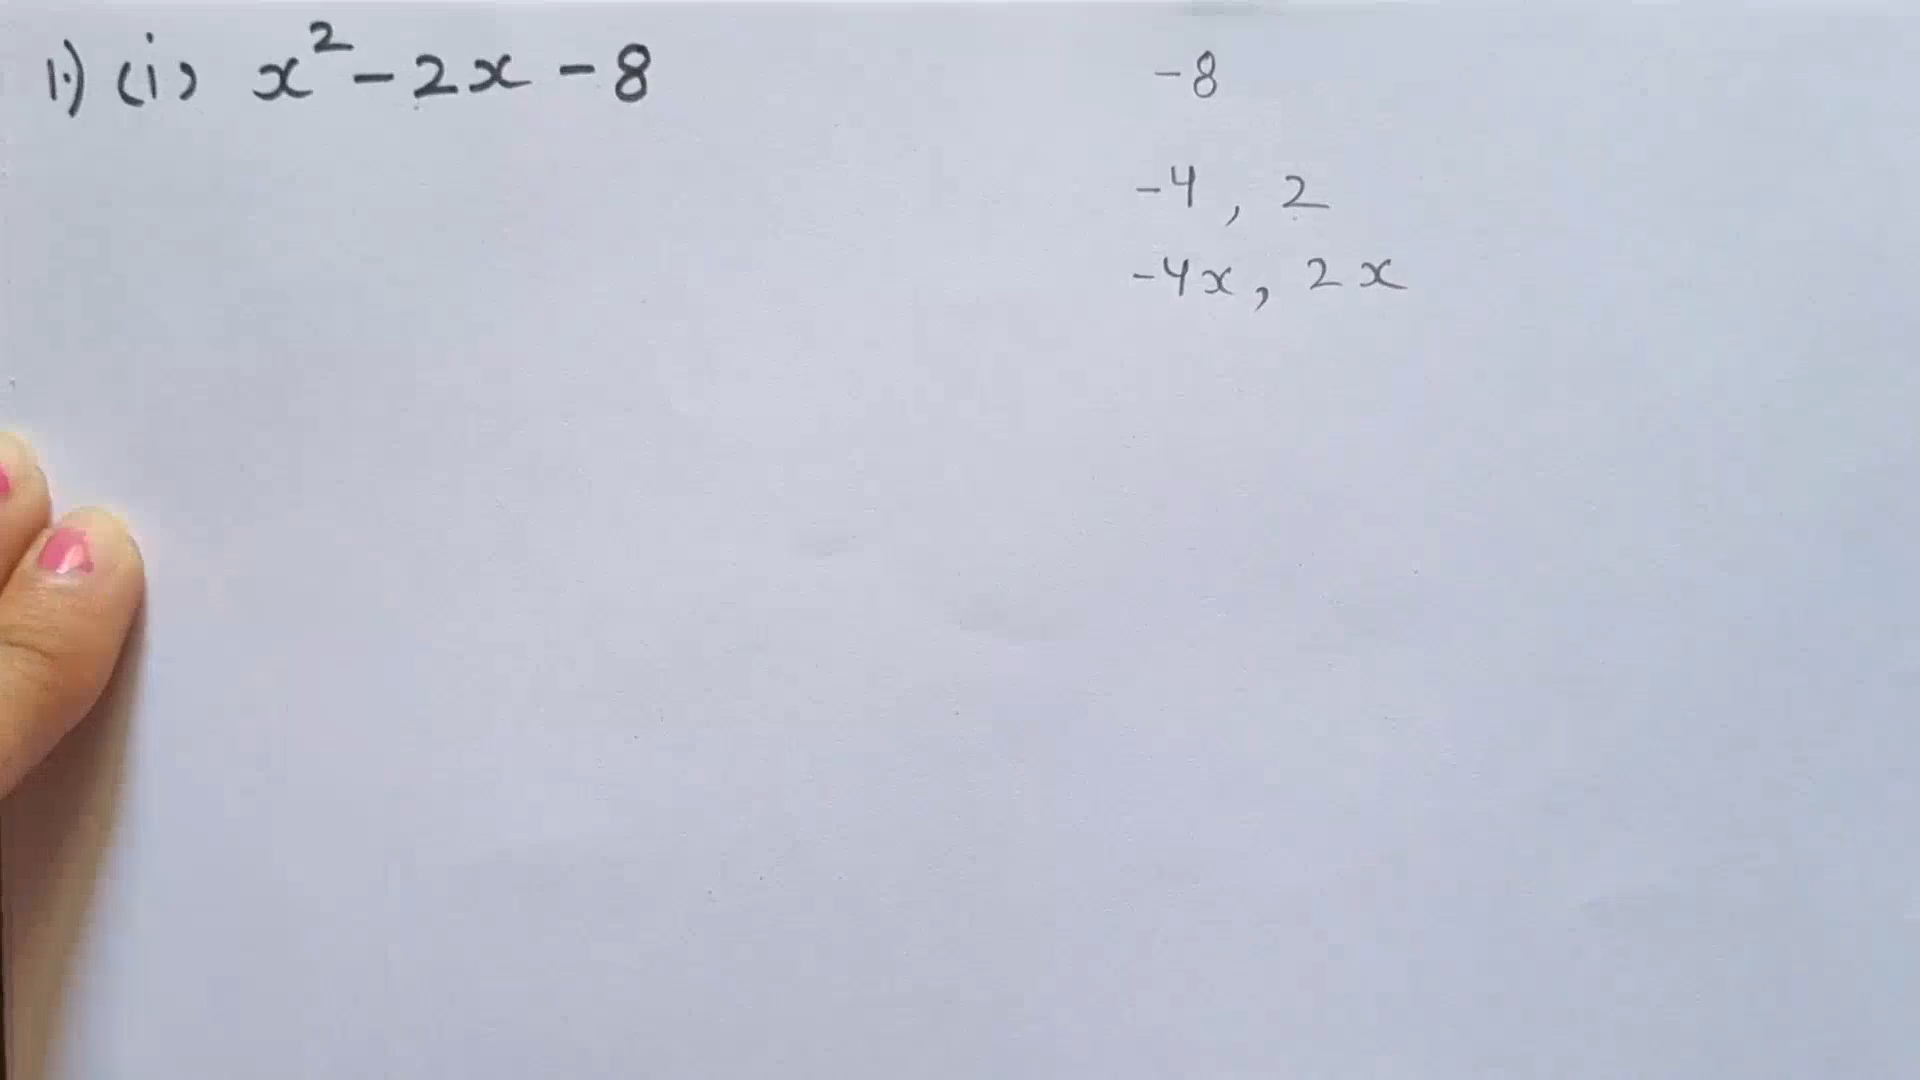 1.) (i) x² - 2x - 8
-8
-4, 2
-4x, 2x